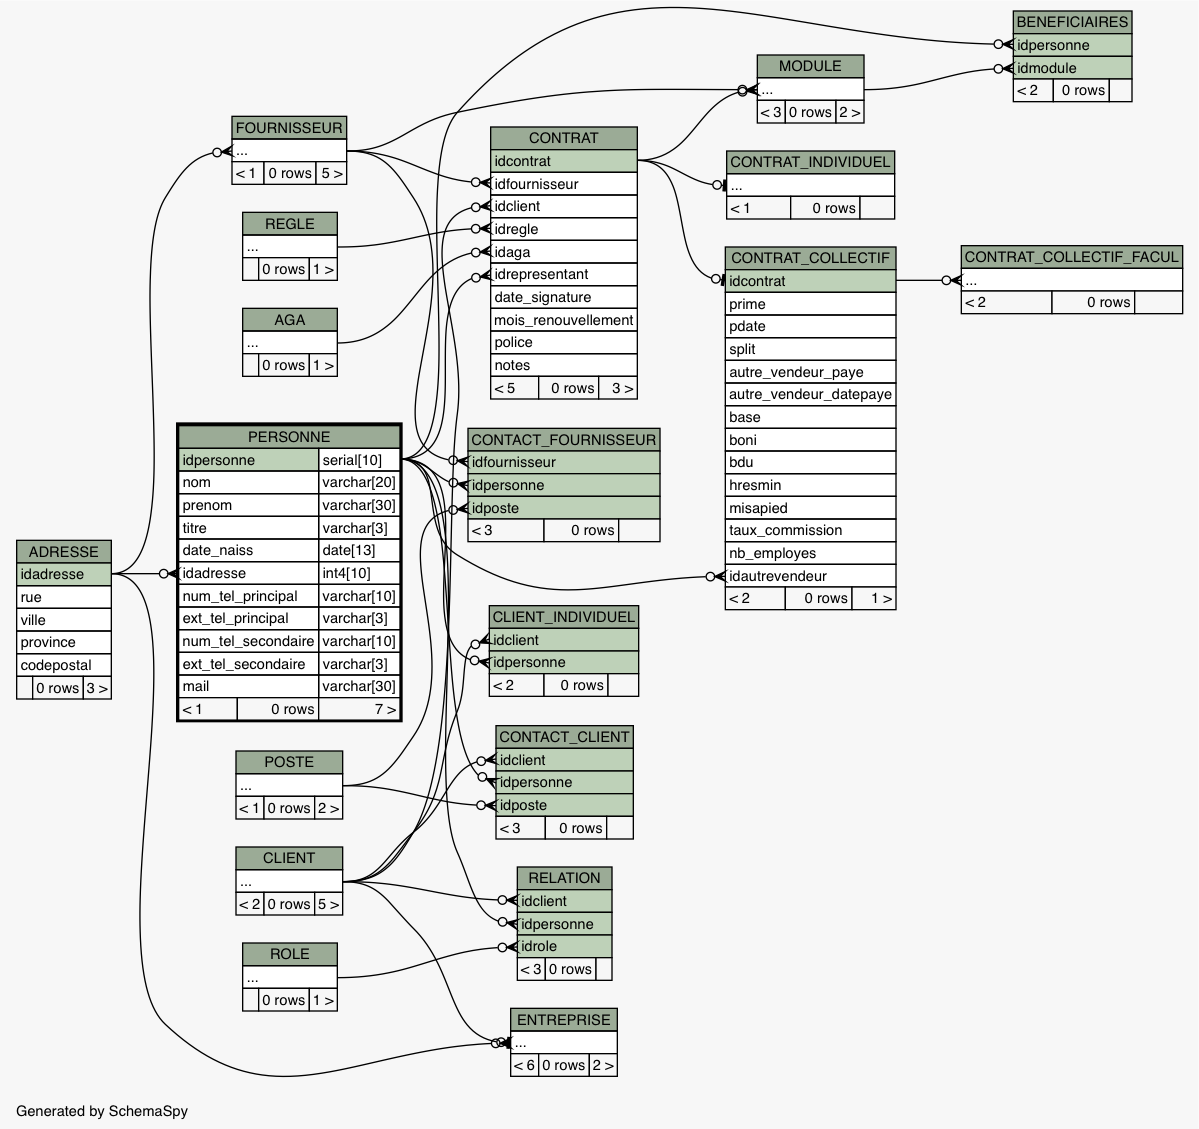 BENEFICIAIRES
idpersonne
idmodule
< 2 0 rows
MODULE
...
< 3 0 rows 2 >
FOURNISSEUR
...
< 1 0 rows 5 >
CONTRAT
idcontrat
idfournisseur
idclient
idregle
idaga
idrepresentant
date_signature
mois_renouvellement
police
notes
< 5 0 rows 3 >
CONTRAT_INDIVIDUEL
...
< 1 0 rows
REGLE
...
0 rows 1 >
CONTRAT_COLLECTIF
idcontrat
prime
pdate
split
autre_vendeur_paye
autre_vendeur_datepaye
base
boni
bdu
hresmin
misapied
taux_commission
nb_employes
idautrevendeur
< 2 0 rows 1 >
CONTRAT_COLLECTIF_FACUL
...
< 2 0 rows
AGA
...
0 rows 1 >
PERSONNE
idpersonne serial[10]
nom varchar[20]
prenom varchar[30]
titre varchar[3]
date_naiss date[13]
idadresse int4[10]
num_tel_principal varchar[10]
ext_tel_principal varchar[3]
num_tel_secondaire varchar[10]
ext_tel_secondaire varchar[3]
mail varchar[30]
< 1 0 rows 7 >
CONTACT_FOURNISSEUR
idfournisseur
idpersonne
idposte
< 3 0 rows
ADRESSE
idadresse
rue
ville
province
codepostal
0 rows 3 >
CLIENT_INDIVIDUEL
idclient
idpersonne
< 2 0 rows
CONTACT_CLIENT
idclient
idpersonne
idposte
< 3 0 rows
POSTE
...
< 1 0 rows 2 >
CLIENT
...
< 2 0 rows 5 >
RELATION
idclient
idpersonne
idrole
< 3 0 rows
ROLE
...
0 rows 1 >
ENTREPRISE
...
< 6 0 rows 2 >
Generated by SchemaSpy